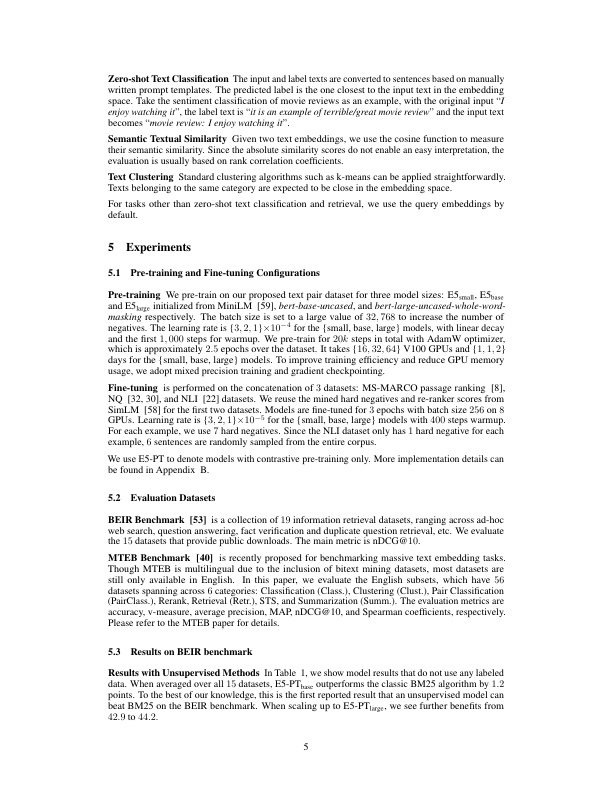 Zero-shot Text Classification The input and label texts are converted to sentences based on manually
written prompt templates. The predicted label is the one closest to the input text in the embedding
space. Take the sentiment classification of movie reviews as an example, with the original input “I
enjoy watching it”, the label text is “it is an example of terrible/great movie review” and the input text
becomes “movie review: I enjoy watching it”.
Semantic Textual Similarity Given two text embeddings, we use the cosine function to measure
their semantic similarity. Since the absolute similarity scores do not enable an easy interpretation, the
evaluation is usually based on rank correlation coefficients.
Text Clustering Standard clustering algorithms such as k-means can be applied straightforwardly.
Texts belonging to the same category are expected to be close in the embedding space.
For tasks other than zero-shot text classification and retrieval, we use the query embeddings by
default.
5 Experiments
5.1 Pre-training and Fine-tuning Configurations
Pre-training We pre-train on our proposed text pair dataset for three model sizes: E5small, E5base
and E5large initialized from MiniLM [59], bert-base-uncased, and bert-large-uncased-whole-word-
masking respectively. The batch size is set to a large value of 32, 768 to increase the number of
negatives. The learning rate is {3, 2, 1}×10⁻⁴ for the {small, base, large} models, with linear decay
and the first 1, 000 steps for warmup. We pre-train for 20k steps in total with AdamW optimizer,
which is approximately 2.5 epochs over the dataset. It takes {16, 32, 64} V100 GPUs and {1, 1, 2}
days for the {small, base, large} models. To improve training efficiency and reduce GPU memory
usage, we adopt mixed precision training and gradient checkpointing.
Fine-tuning is performed on the concatenation of 3 datasets: MS-MARCO passage ranking [8],
NQ [32, 30], and NLI [22] datasets. We reuse the mined hard negatives and re-ranker scores from
SimLM [58] for the first two datasets. Models are fine-tuned for 3 epochs with batch size 256 on 8
GPUs. Learning rate is {3, 2, 1}×10⁻⁵ for the {small, base, large} models with 400 steps warmup.
For each example, we use 7 hard negatives. Since the NLI dataset only has 1 hard negative for each
example, 6 sentences are randomly sampled from the entire corpus.
We use E5-PT to denote models with contrastive pre-training only. More implementation details can
be found in Appendix B.
5.2 Evaluation Datasets
BEIR Benchmark [53] is a collection of 19 information retrieval datasets, ranging across ad-hoc
web search, question answering, fact verification and duplicate question retrieval, etc. We evaluate
the 15 datasets that provide public downloads. The main metric is nDCG@10.
MTEB Benchmark [40] is recently proposed for benchmarking massive text embedding tasks.
Though MTEB is multilingual due to the inclusion of bitext mining datasets, most datasets are
still only available in English. In this paper, we evaluate the English subsets, which have 56
datasets spanning across 6 categories: Classification (Class.), Clustering (Clust.), Pair Classification
(PairClass.), Rerank, Retrieval (Retr.), STS, and Summarization (Summ.). The evaluation metrics are
accuracy, v-measure, average precision, MAP, nDCG@10, and Spearman coefficients, respectively.
Please refer to the MTEB paper for details.
5.3 Results on BEIR benchmark
Results with Unsupervised Methods In Table 1, we show model results that do not use any labeled
data. When averaged over all 15 datasets, E5-PTbase outperforms the classic BM25 algorithm by 1.2
points. To the best of our knowledge, this is the first reported result that an unsupervised model can
beat BM25 on the BEIR benchmark. When scaling up to E5-PTlarge, we see further benefits from
42.9 to 44.2.
5